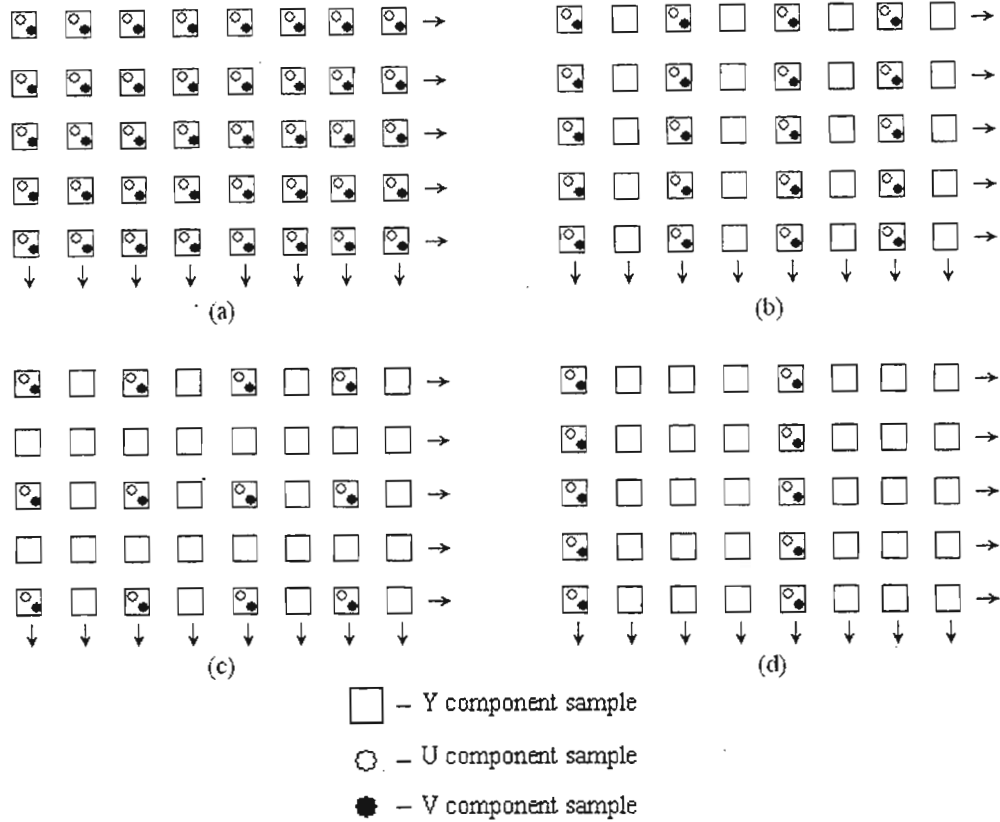 (a)
(b)
(c)
(d)
– Y component sample
– U component sample
– V component sample